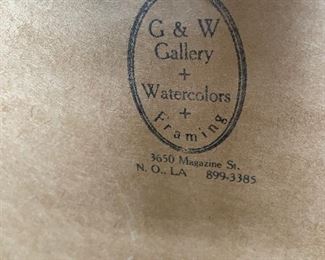 G & W
Gallery
+
Watercolors
+
Framing
3650 Magazine St.
N. O., LA 899-3385